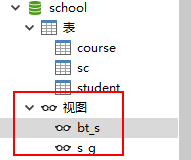 school
表
course
sc
student
视图
bt_s
s_g